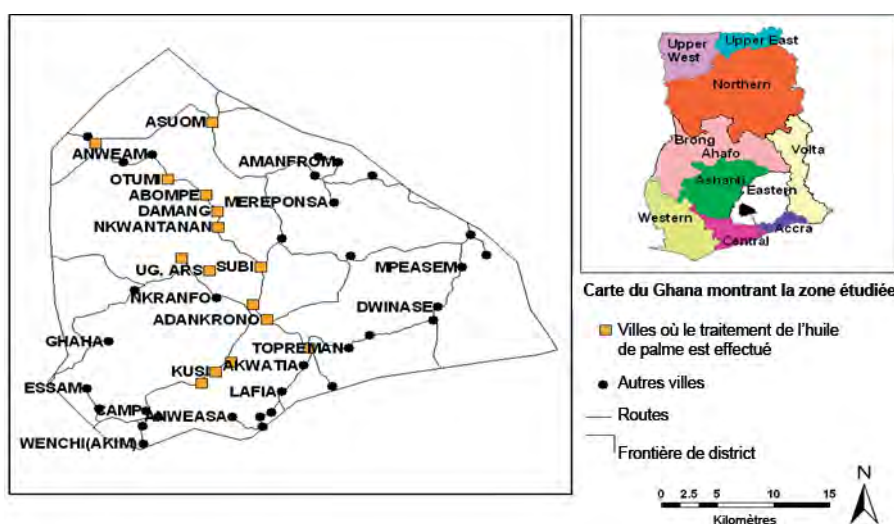 ASUOM
ANWEAM
AMANFROM
OTUMI
ABOMPE
MEREPONSA
DAMANG
NKWANTANAN
UG. ARS
SUBI
MPEASEM
NKRANFO
DWINASE
ADANKRONO
GHAHA
TOPREMAN
KUSI
AKWATIA
ESSAM
LAFIA
CAMP
ANWEASA
WENCHI(AKIM)
Upper
West
Upper East
Northern
Brong
Ahafo
Volta
Ashanti
Eastern
Western
Accra
Central
Carte du Ghana montrant la zone étudiée
Villes où le traitement de l'huile
de palme est effectué
Autres villes
Routes
Frontière de district
N
0 2.5 5 10 15
Kilomètres